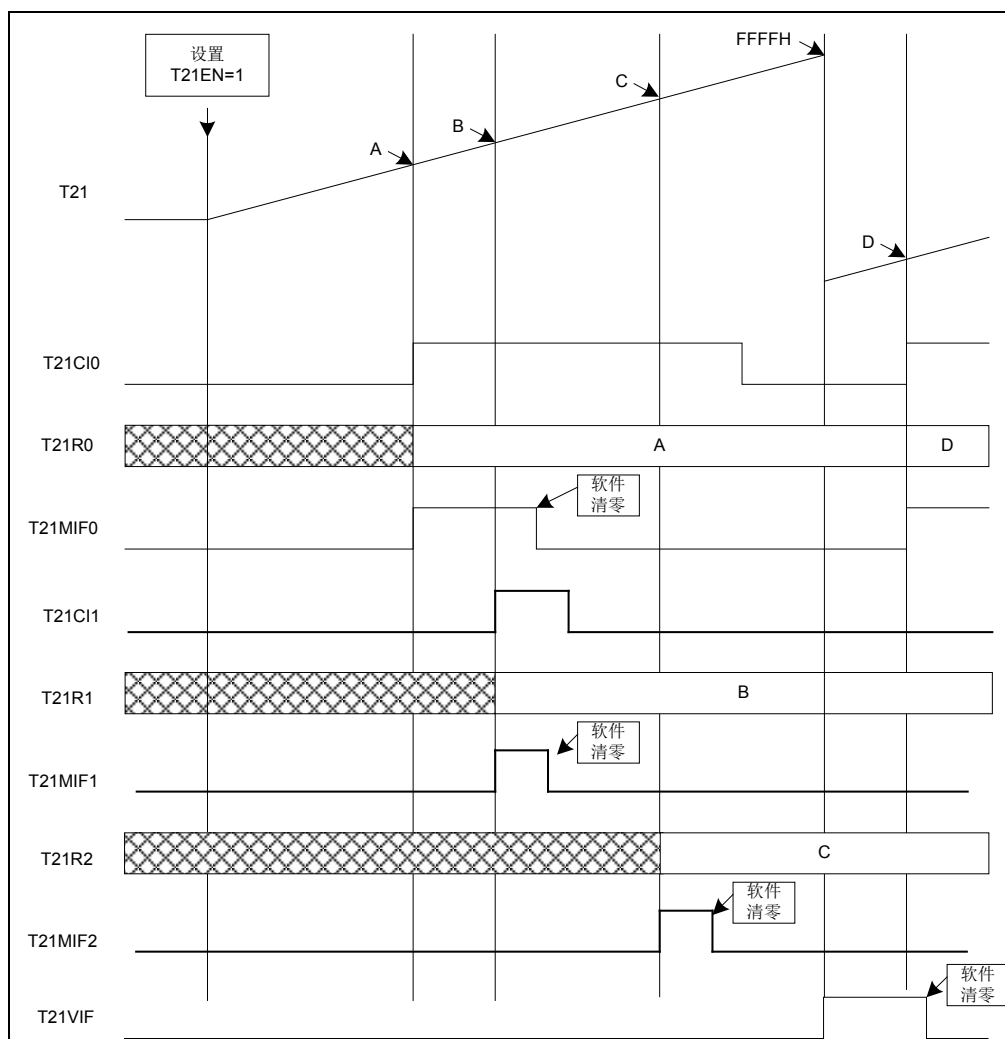 设置
T21EN=1
FFFFH
C
B
A
T21
D
T21CI0
T21R0
A
D
软件
清零
T21MIF0
T21CI1
T21R1
B
软件
清零
T21MIF1
T21R2
C
软件
清零
T21MIF2
软件
清零
T21VIF